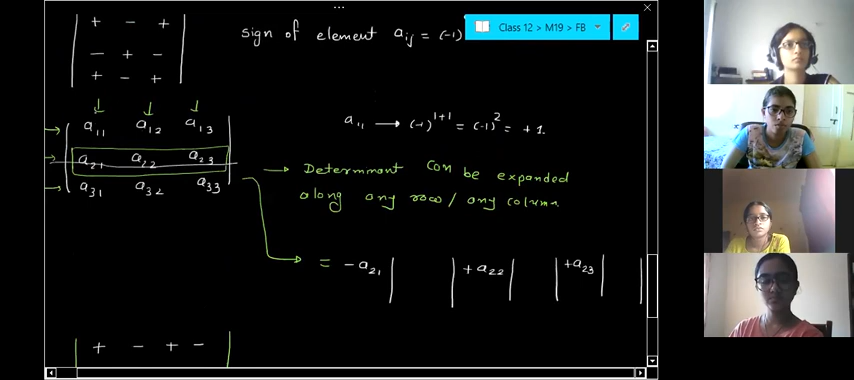 + - +
- + -
+ - +
sign of element aij = (-1)
Class 12 > M19 > FB
a11 a12 a13
a21 a22 a23
a31 a32 a33
a11 → (-1)^1+1 = (-1)^2 = +1.
→ Determinant can be expanded
along any row / any column
= -a21 | | +a22 | | +a23 | |
+ - + -